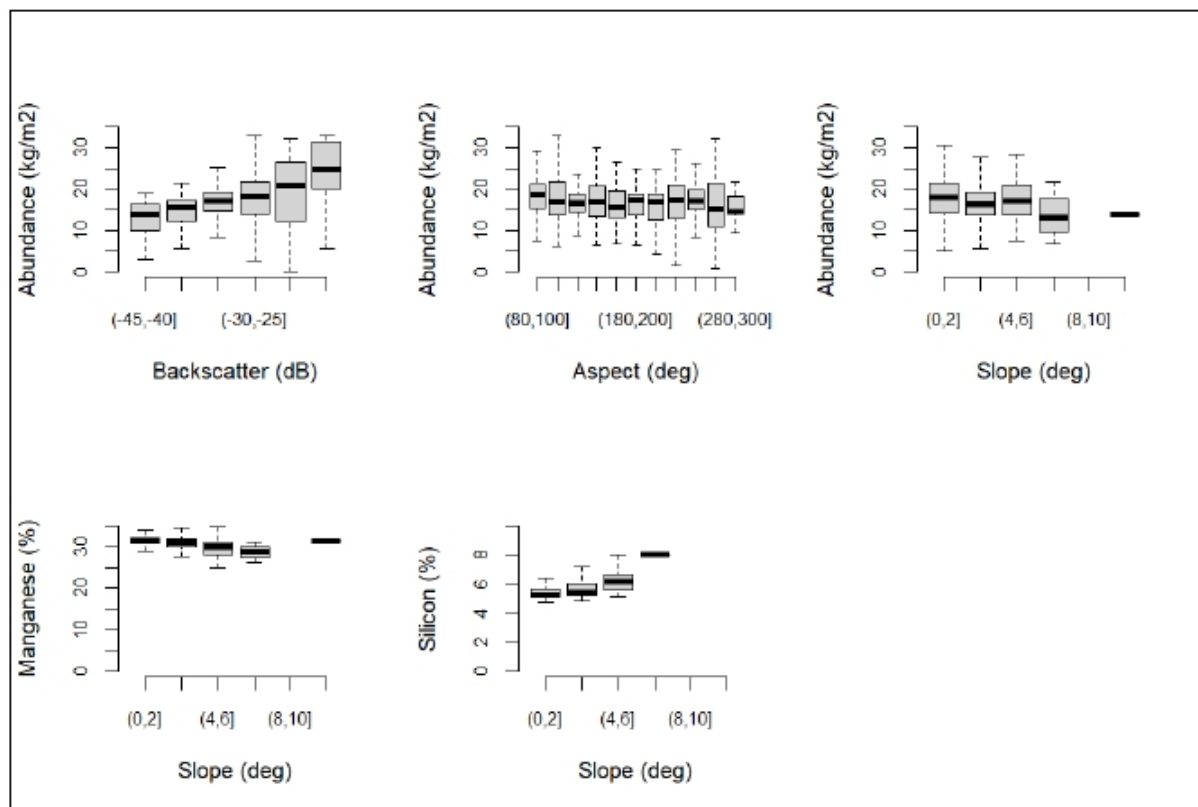 Abundance (kg/m2)
0 10 20 30
(-45,-40] (-30,-25]
Backscatter (dB)
Abundance (kg/m2)
0 10 20 30
(80,100] (180,200] (280,300]
Aspect (deg)
Abundance (kg/m2)
0 10 20 30
(0,2] (4,6] (8,10]
Slope (deg)
Manganese (%)
0 10 20 30
(0,2] (4,6] (8,10]
Slope (deg)
Silicon (%)
0 2 4 6 8
(0,2] (4,6] (8,10]
Slope (deg)